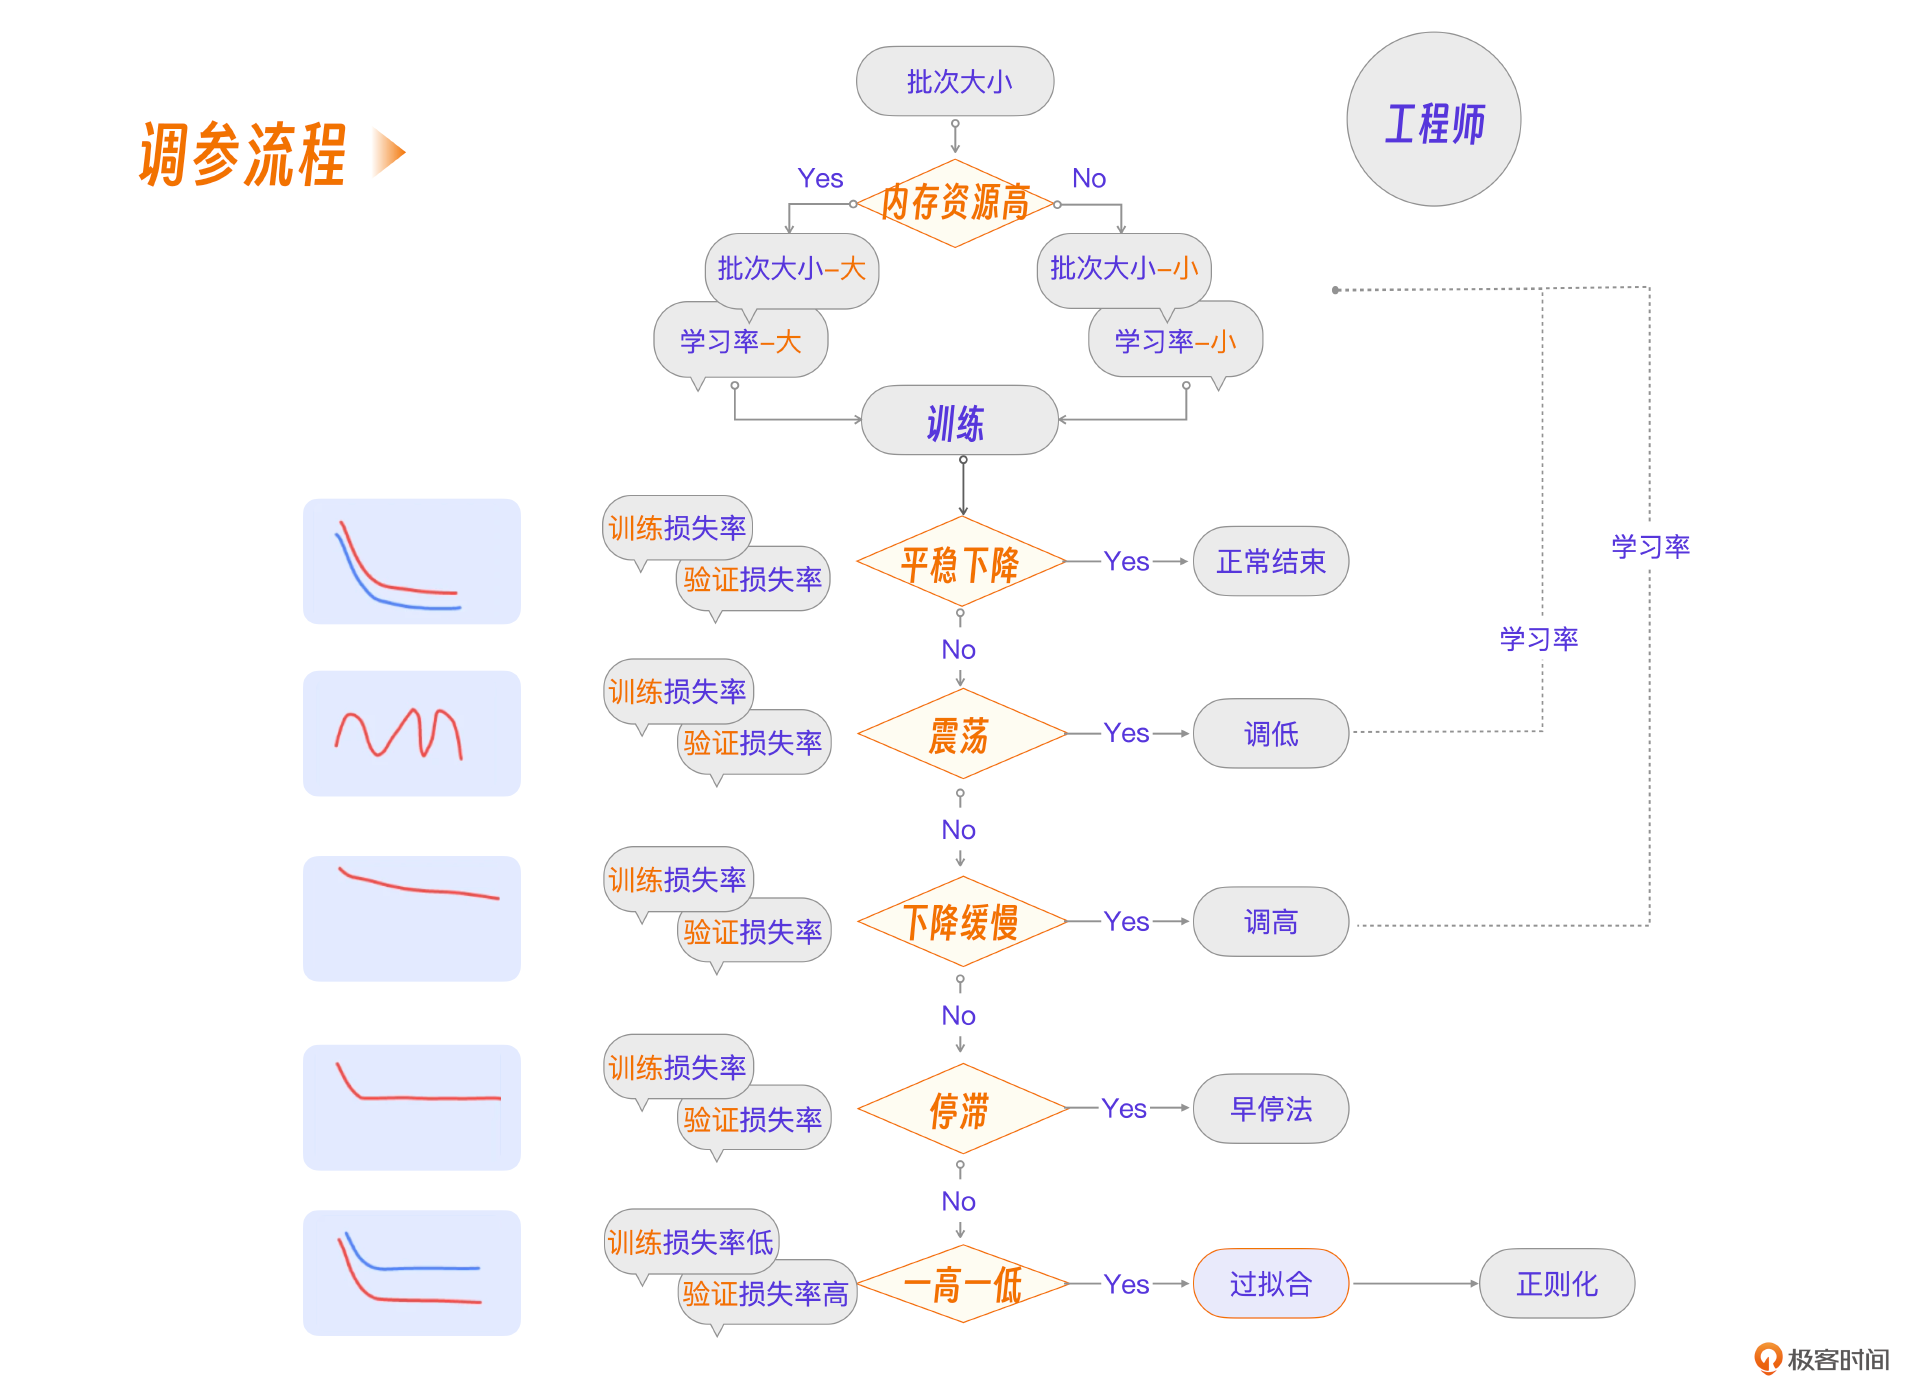 调参流程
工程师
批次大小
内存资源高
Yes
No
批次大小-大
学习率-大
批次大小-小
学习率-小
训练
训练损失率
验证损失率
平稳下降
Yes
正常结束
No
训练损失率
验证损失率
震荡
Yes
调低
学习率
No
训练损失率
验证损失率
下降缓慢
Yes
调高
学习率
No
训练损失率
验证损失率
停滞
Yes
早停法
No
训练损失率低
验证损失率高
一高一低
Yes
过拟合
正则化
极客时间